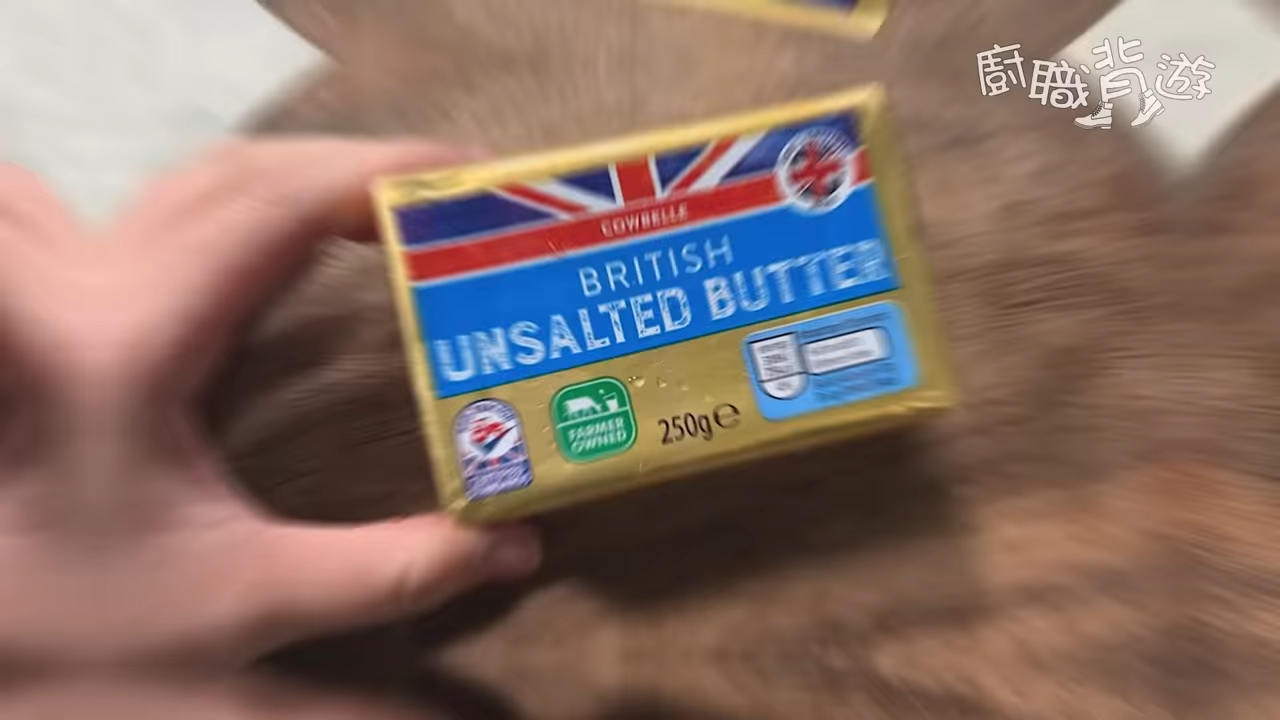 廚職背遊
COWBELLE
BRITISH
UNSALTED BUTTER
FARMER
OWNED
250g℮